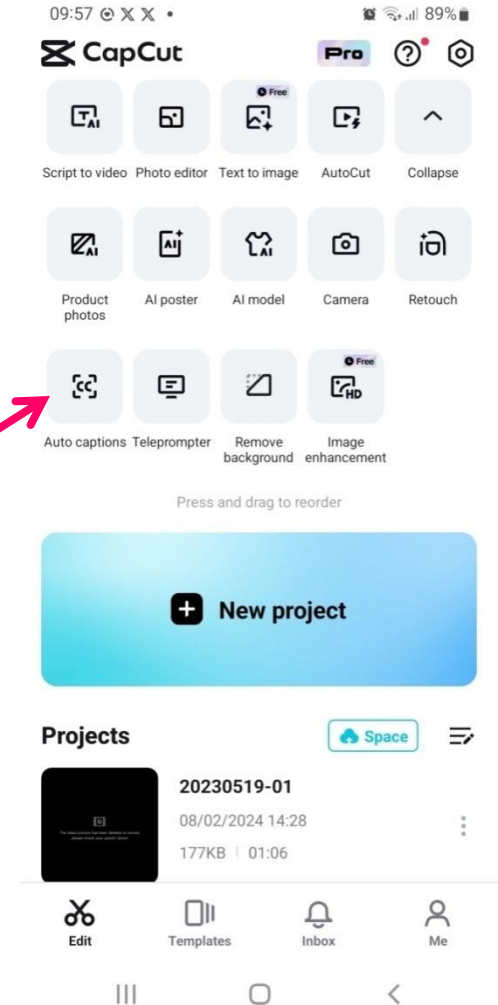 09:57
89%
CapCut
Pro
Free
Script to video Photo editor Text to image AutoCut Collapse
Product photos
AI poster AI model Camera Retouch
Free
HD
Auto captions Teleprompter Remove background Image enhancement
Press and drag to reorder
New project
Projects
Space
20230519-01
08/02/2024 14:28
177KB | 01:06
Edit Templates Inbox Me